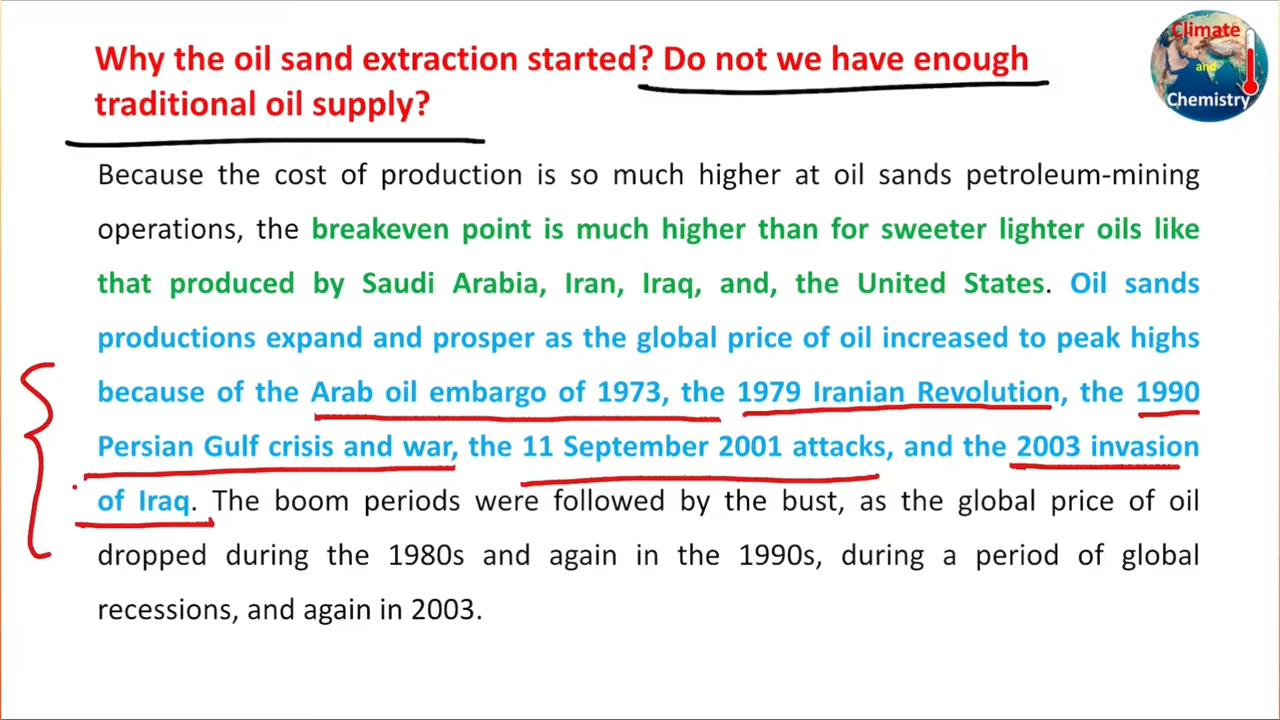 Why the oil sand extraction started? Do not we have enough
traditional oil supply?
Climate
and
Chemistry
Because the cost of production is so much higher at oil sands petroleum-mining
operations, the breakeven point is much higher than for sweeter lighter oils like
that produced by Saudi Arabia, Iran, Iraq, and, the United States. Oil sands
productions expand and prosper as the global price of oil increased to peak highs
because of the Arab oil embargo of 1973, the 1979 Iranian Revolution, the 1990
Persian Gulf crisis and war, the 11 September 2001 attacks, and the 2003 invasion
of Iraq. The boom periods were followed by the bust, as the global price of oil
dropped during the 1980s and again in the 1990s, during a period of global
recessions, and again in 2003.